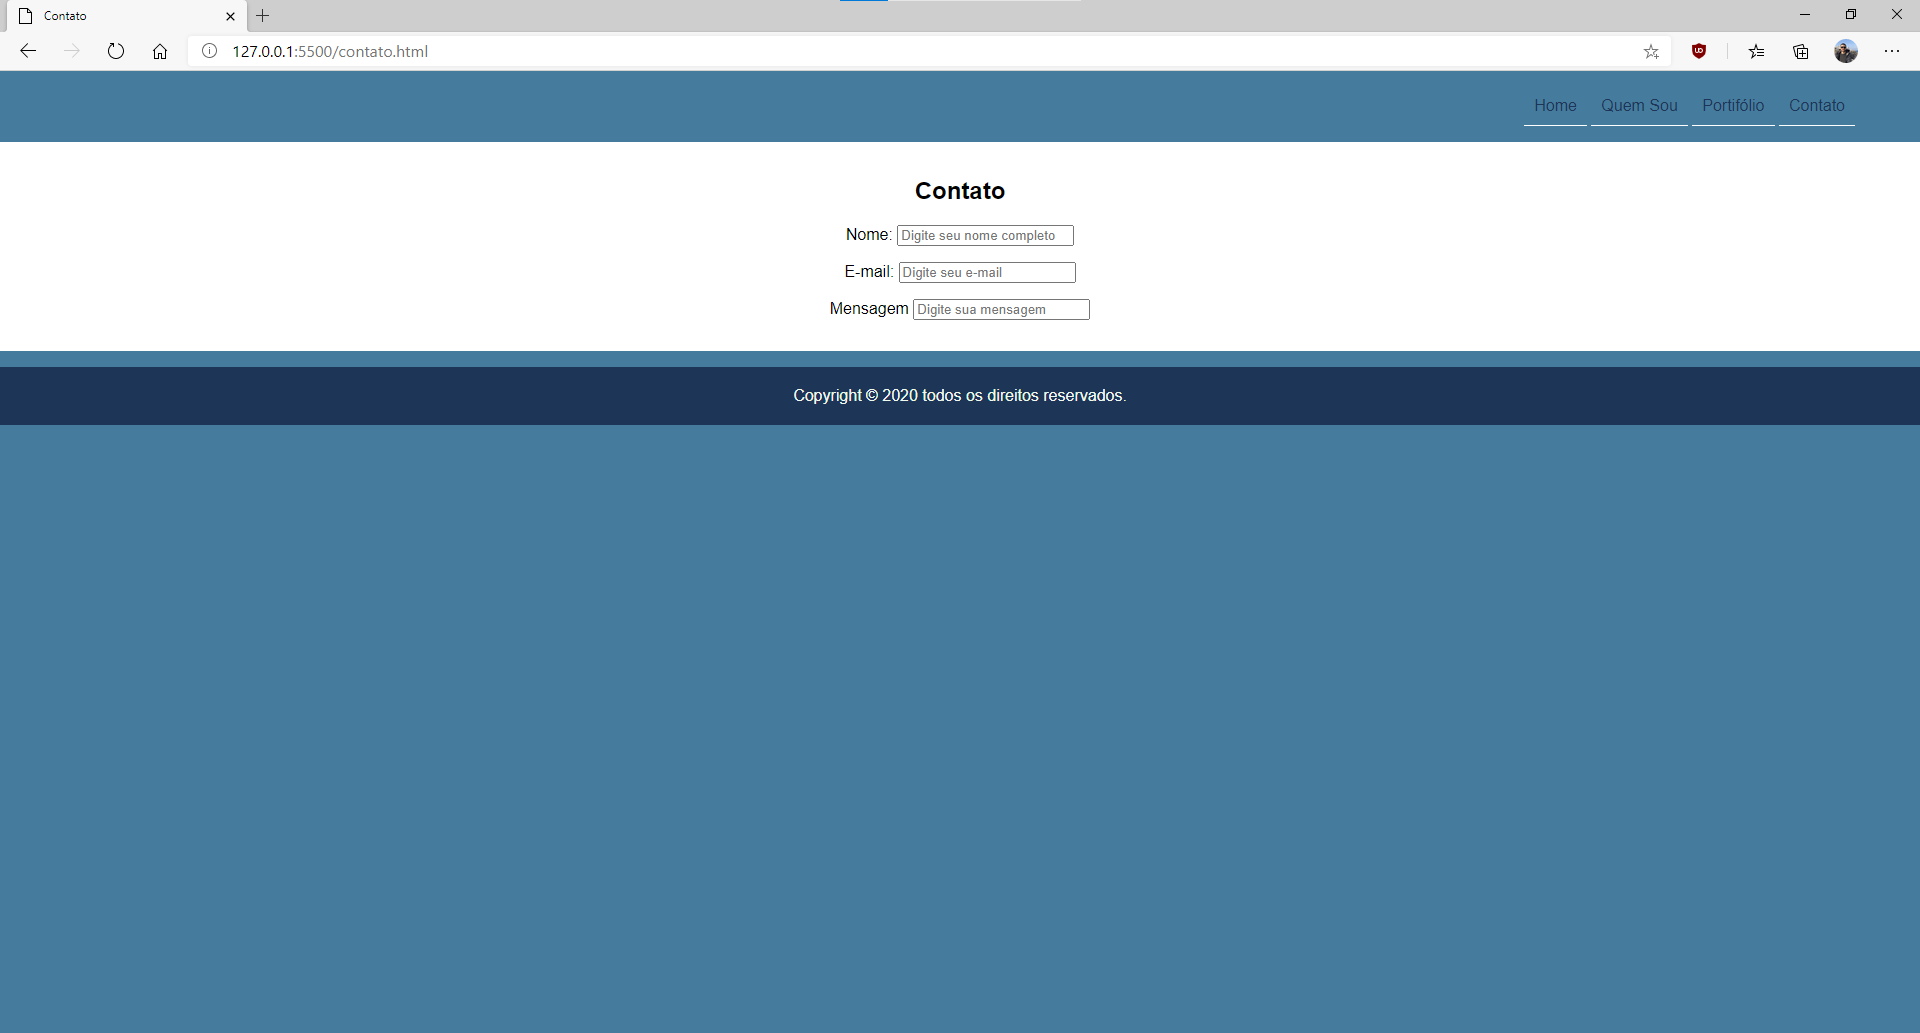 Contato
127.0.0.1:5500/contato.html
Home Quem Sou Portifólio Contato
Contato
Nome: Digite seu nome completo
E-mail: Digite seu e-mail
Mensagem Digite sua mensagem
Copyright © 2020 todos os direitos reservados.